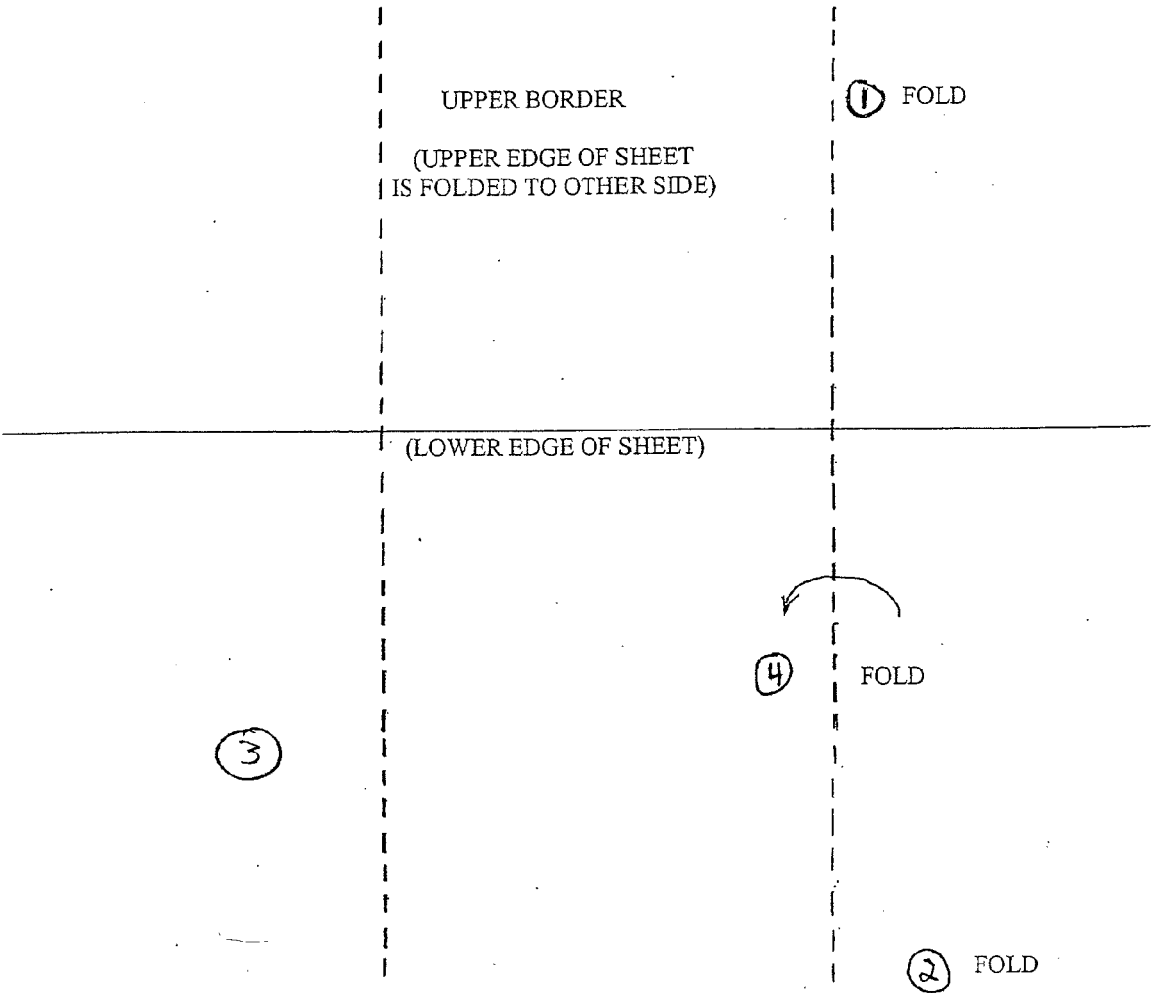 UPPER BORDER
① FOLD
(UPPER EDGE OF SHEET
IS FOLDED TO OTHER SIDE)
(LOWER EDGE OF SHEET)
④ FOLD
③
② FOLD